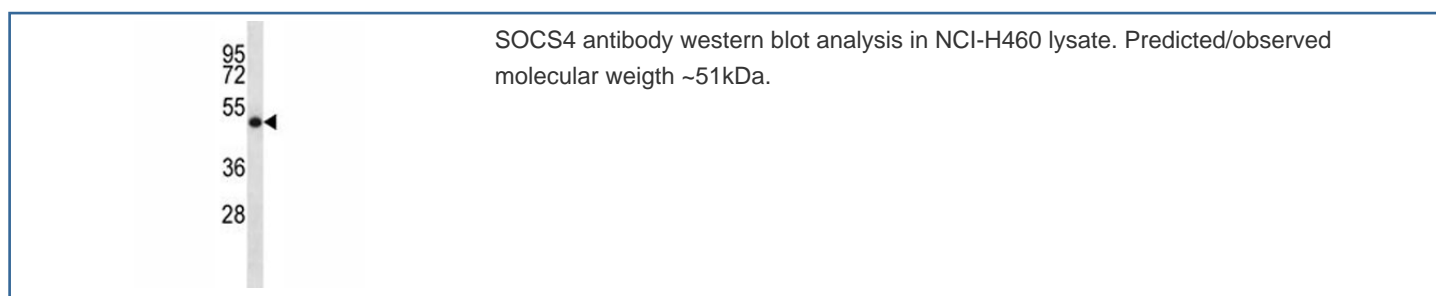 95
72
55
36
28
SOCS4 antibody western blot analysis in NCI-H460 lysate. Predicted/observed
molecular weigth ~51kDa.